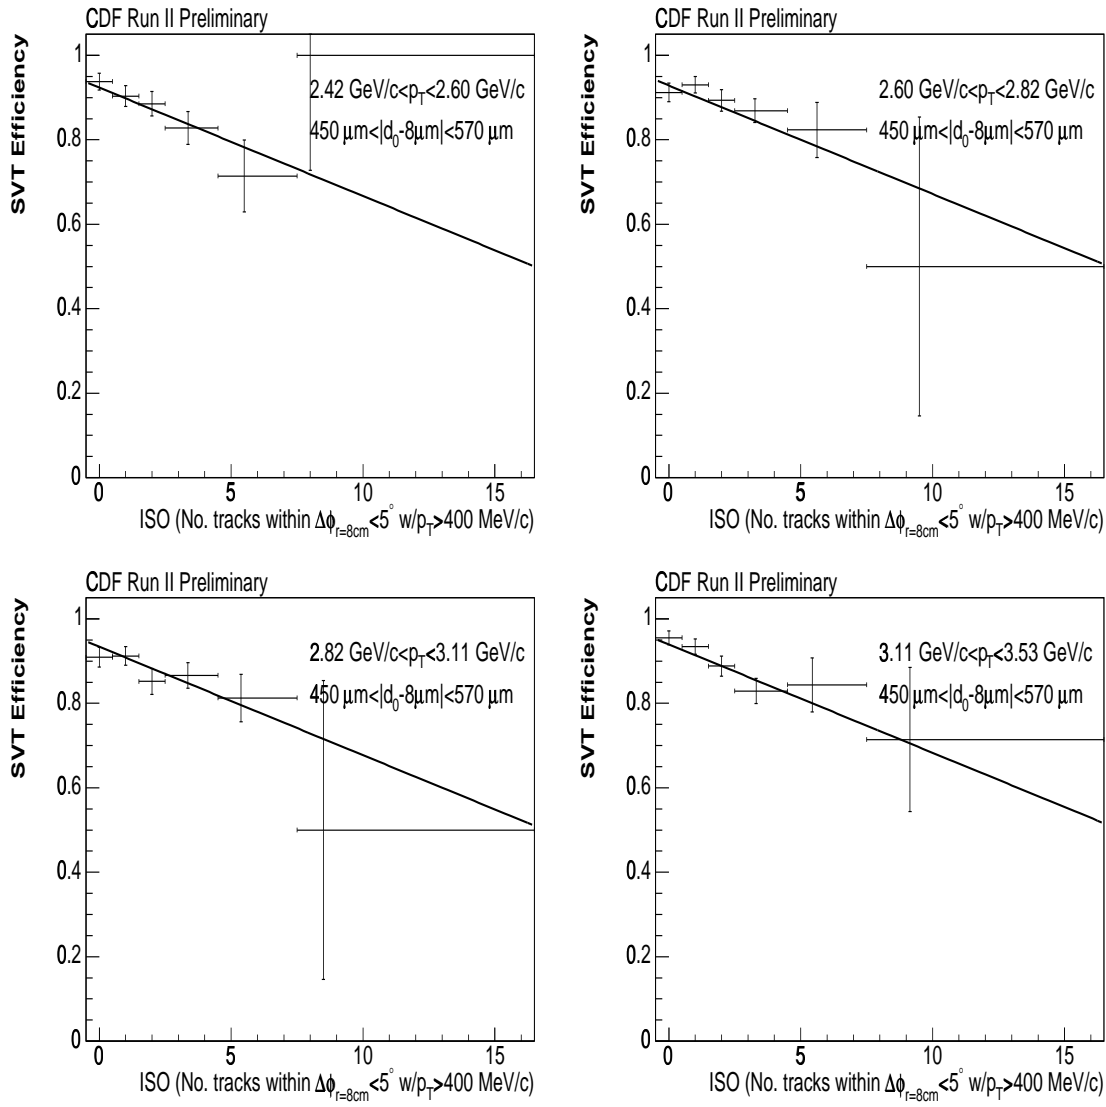 CDF Run II Preliminary
SVT Efficiency
1
0.8
0.6
0.4
0.2
0
2.42 GeV/c<p_T<2.60 GeV/c
450 μm<|d_0-8μm|<570 μm
0 5 10 15
ISO (No. tracks within Δϕ_r=8cm<5° w/p_T>400 MeV/c)
CDF Run II Preliminary
SVT Efficiency
1
0.8
0.6
0.4
0.2
0
2.60 GeV/c<p_T<2.82 GeV/c
450 μm<|d_0-8μm|<570 μm
0 5 10 15
ISO (No. tracks within Δϕ_r=8cm<5° w/p_T>400 MeV/c)
CDF Run II Preliminary
SVT Efficiency
1
0.8
0.6
0.4
0.2
0
2.82 GeV/c<p_T<3.11 GeV/c
450 μm<|d_0-8μm|<570 μm
0 5 10 15
ISO (No. tracks within Δϕ_r=8cm<5° w/p_T>400 MeV/c)
CDF Run II Preliminary
SVT Efficiency
1
0.8
0.6
0.4
0.2
0
3.11 GeV/c<p_T<3.53 GeV/c
450 μm<|d_0-8μm|<570 μm
0 5 10 15
ISO (No. tracks within Δϕ_r=8cm<5° w/p_T>400 MeV/c)